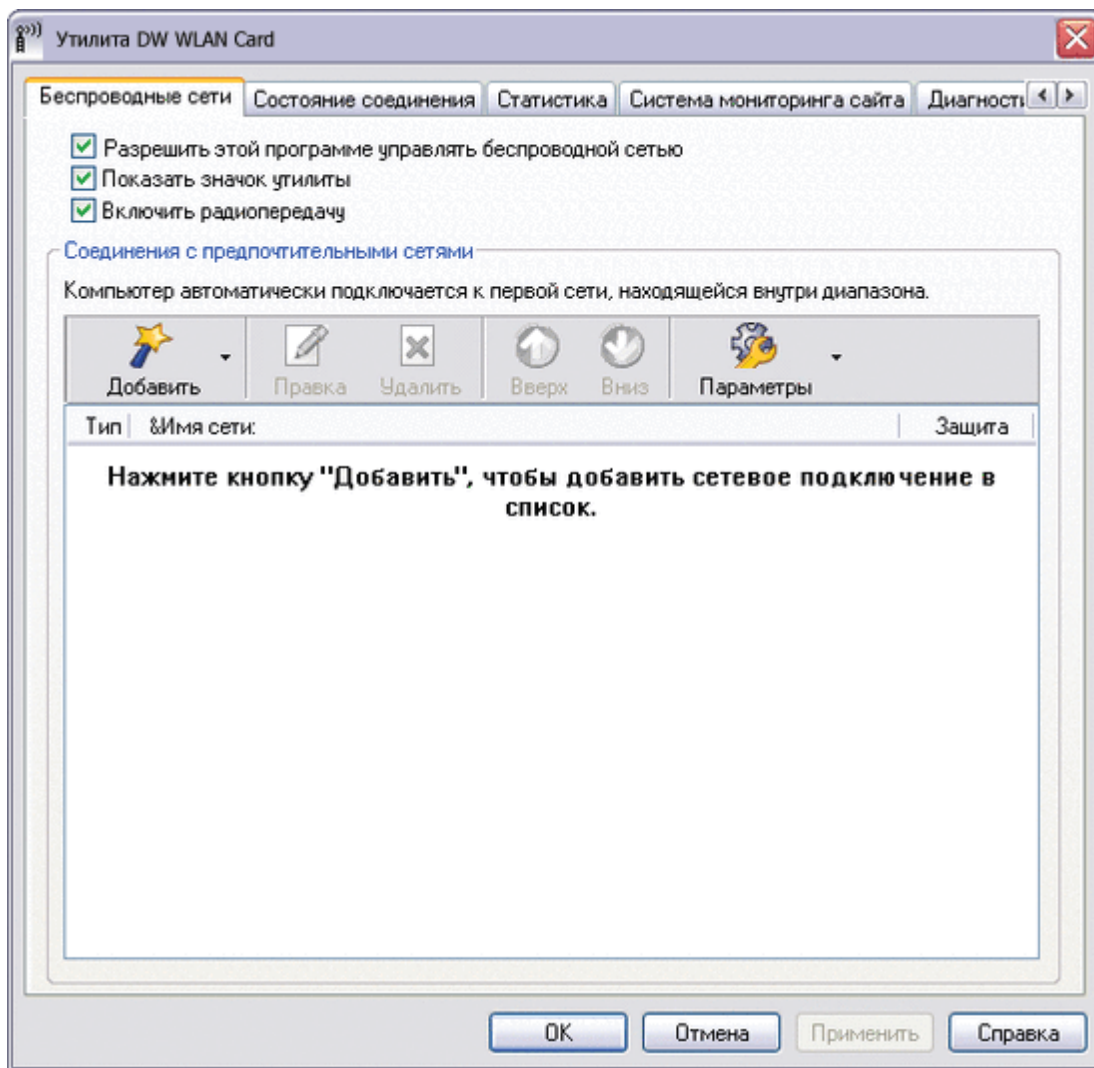 Утилита DW WLAN Card
Беспроводные сети Состояние соединения Статистика Система мониторинга сайта Диагности
Разрешить этой программе управлять беспроводной сетью
Показать значок утилиты
Включить радиопередачу
Соединения с предпочтительными сетями
Компьютер автоматически подключается к первой сети, находящейся внутри диапазона.
Добавить Правка Удалить Вверх Вниз Параметры
Тип &Имя сети: Защита
Нажмите кнопку "Добавить", чтобы добавить сетевое подключение в
список.
OK Отмена Применить Справка